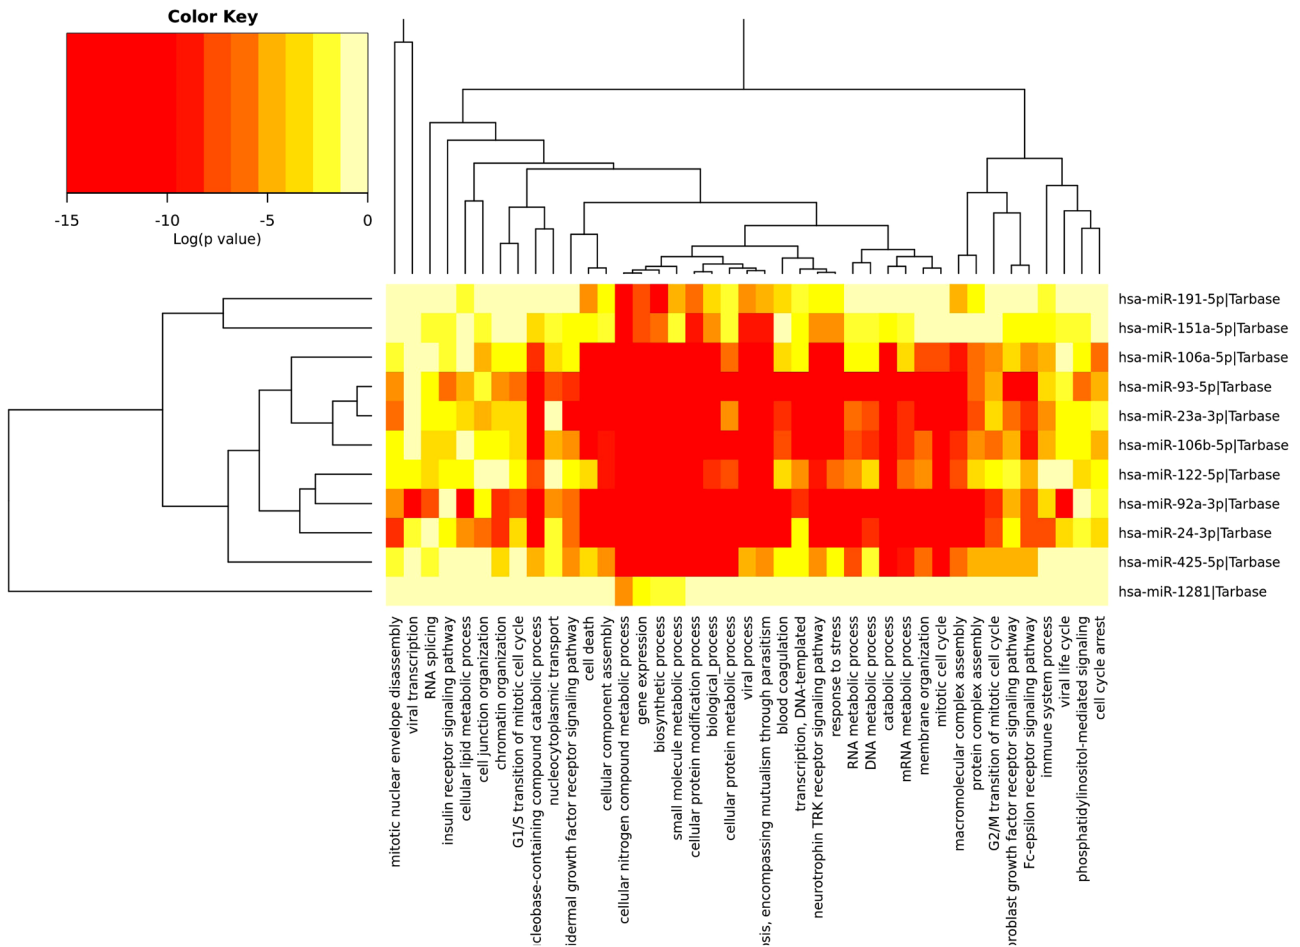 Color Key
-15 -10 -5 0
Log(p value)
hsa-miR-191-5p|Tarbase
hsa-miR-151a-5p|Tarbase
hsa-miR-106a-5p|Tarbase
hsa-miR-93-5p|Tarbase
hsa-miR-23a-3p|Tarbase
hsa-miR-106b-5p|Tarbase
hsa-miR-122-5p|Tarbase
hsa-miR-92a-3p|Tarbase
hsa-miR-24-3p|Tarbase
hsa-miR-425-5p|Tarbase
hsa-miR-1281|Tarbase
mitotic nuclear envelope disassembly
viral transcription
RNA splicing
insulin receptor signaling pathway
cellular lipid metabolic process
cell junction organization
chromatin organization
G1/S transition of mitotic cell cycle
cleobase-containing compound catabolic process
nucleocytoplasmic transport
idermal growth factor receptor signaling pathway
cell death
cellular component assembly
cellular nitrogen compound metabolic process
gene expression
biosynthetic process
small molecule metabolic process
cellular protein modification process
biological_process
cellular protein metabolic process
viral process
osis, encompassing mutualism through parasitism
blood coagulation
transcription, DNA-templated
neurotrophin TRK receptor signaling pathway
response to stress
RNA metabolic process
DNA metabolic process
catabolic process
mRNA metabolic process
membrane organization
mitotic cell cycle
macromolecular complex assembly
protein complex assembly
G2/M transition of mitotic cell cycle
roblast growth factor receptor signaling pathway
Fc-epsilon receptor signaling pathway
immune system process
viral life cycle
phosphatidylinositol-mediated signaling
cell cycle arrest